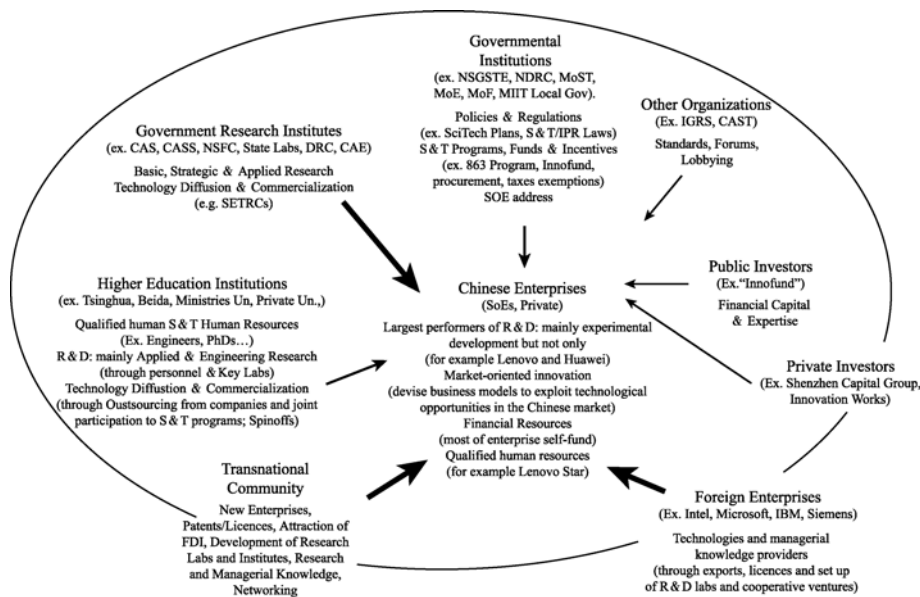 Governmental
Institutions
(ex. NSGSTE, NDRC, MoST,
MoE, MoF, MIIT Local Gov).
Policies & Regulations
(ex. SciTech Plans, S&T/IPR Laws)
S&T Programs, Funds & Incentives
(ex. 863 Program, Innofund,
procurement, taxes exemptions)
SOE address
Other Organizations
(Ex. IGRS, CAST)
Standards, Forums,
Lobbying
Government Research Institutes
(ex. CAS, CASS, NSFC, State Labs, DRC, CAE)
Basic, Strategic & Applied Research
Technology Diffusion & Commercialization
(e.g. SETRCs)
Higher Education Institutions
(ex. Tsinghua, Beida, Ministries Un, Private Un.,)
Qualified human S&T Human Resources
(Ex. Engineers, PhDs…)
R&D: mainly Applied & Engineering Research
(through personnel & Key Labs)
Technology Diffustion & Commercialization
(through Oustsourcing from companies and joint
participation to S&T programs; Spinoffs)
Chinese Enterprises
(SoEs, Private)
Largest performers of R&D: mainly experimental
development but not only
(for example Lenovo and Huawei)
Market-oriented innovation
(devise business models to exploit technological
opportunities in the Chinese market)
Financial Resources
(most of enterprise self-fund)
Qualified human resources
(for example Lenovo Star)
Public Investors
(Ex.“Innofund”)
Financial Capital
& Expertise
Private Investors
(Ex. Shenzhen Capital Group,
Innovation Works)
Transnational
Community
New Enterprises,
Patents/Licences, Attraction of
FDI, Development of Research
Labs and Institutes, Research
and Managerial Knowledge,
Networking
Foreign Enterprises
(Ex. Intel, Microsoft, IBM, Siemens)
Technologies and managerial
knowledge providers
(through exports, licences and set up
of R&D labs and cooperative ventures)